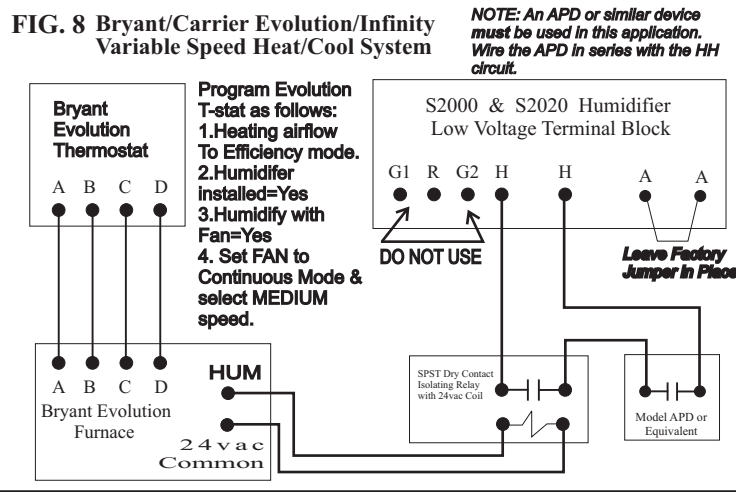 FIG. 8 Bryant/Carrier Evolution/Infinity
Variable Speed Heat/Cool System
NOTE: An APD or similar device
must be used in this application.
Wire the APD in series with the HH
circuit.
Bryant
Evolution
Thermostat
A B C D
Program Evolution
T-stat as follows:
1.Heating airflow
To Efficiency mode.
2.Humidifer
installed=Yes
3.Humidify with
Fan=Yes
4. Set FAN to
Continuous Mode &
select MEDIUM
speed.
S2000 & S2020 Humidifier
Low Voltage Terminal Block
G1 R G2 H H A A
DO NOT USE
Leave Factory
Jumper In Place
A B C D
Bryant Evolution
Furnace
HUM
24vac
Common
SPST Dry Contact
Isolating Relay
with 24vac Coil
Model APD or
Equivalent